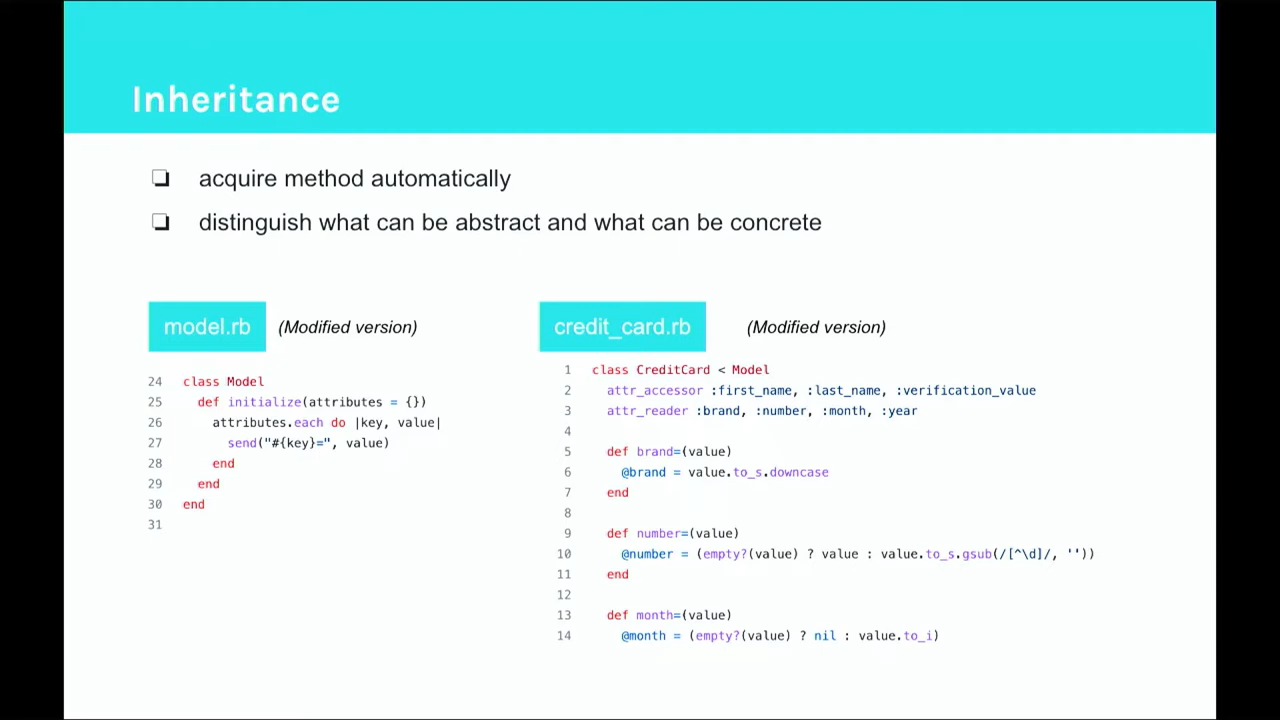 Inheritance
❏ acquire method automatically
❏ distinguish what can be abstract and what can be concrete
model.rb (Modified version)
24 class Model
25 def initialize(attributes = {})
26 attributes.each do |key, value|
27 send("#{key}=", value)
28 end
29 end
30 end
31
credit_card.rb (Modified version)
1 class CreditCard < Model
2 attr_accessor :first_name, :last_name, :verification_value
3 attr_reader :brand, :number, :month, :year
4
5 def brand=(value)
6 @brand = value.to_s.downcase
7 end
8
9 def number=(value)
10 @number = (empty?(value) ? value : value.to_s.gsub(/[^\d]/, ''))
11 end
12
13 def month=(value)
14 @month = (empty?(value) ? nil : value.to_i)